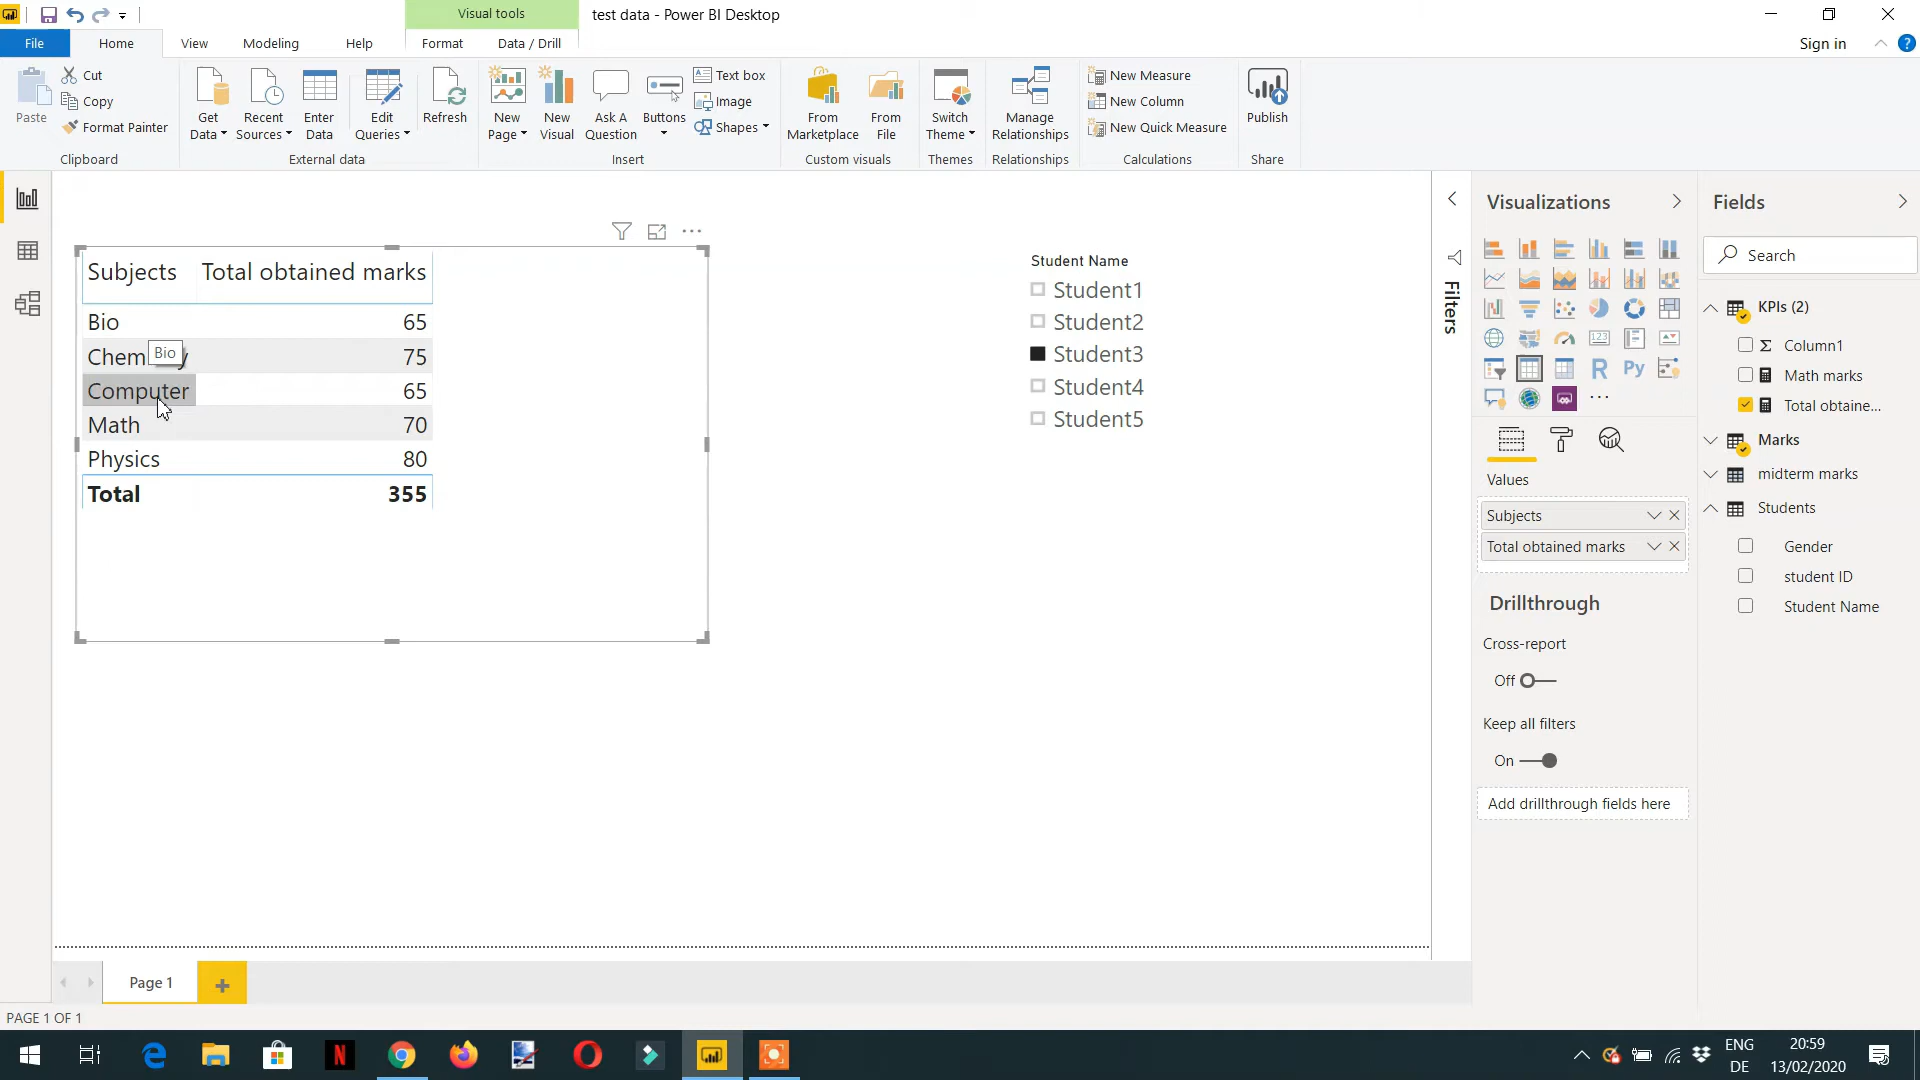 Visual tools
test data - Power BI Desktop
File Home View Modeling Help Format Data / Drill Sign in
Paste
Cut
Copy
Format Painter
Clipboard
Get Data
Recent Sources
Enter Data
Edit Queries
Refresh
External data
New Page
New Visual
Ask A Question
Buttons
Text box
Image
Shapes
Insert
From Marketplace
From File
Custom visuals
Switch Theme
Themes
Manage Relationships
Relationships
New Measure
New Column
New Quick Measure
Calculations
Publish
Share
Subjects Total obtained marks
Bio 65
Chem y 75
Bio
Computer 65
Math 70
Physics 80
Total 355
Student Name
Student1
Student2
Student3
Student4
Student5
Filters
Visualizations
R
Py
Values
Subjects
Total obtained marks
Drillthrough
Cross-report
Off
Keep all filters
On
Add drillthrough fields here
Fields
Search
KPIs (2)
Σ Column1
Math marks
Total obtaine...
Marks
midterm marks
Students
Gender
student ID
Student Name
Page 1
PAGE 1 OF 1
ENG
DE
20:59
13/02/2020